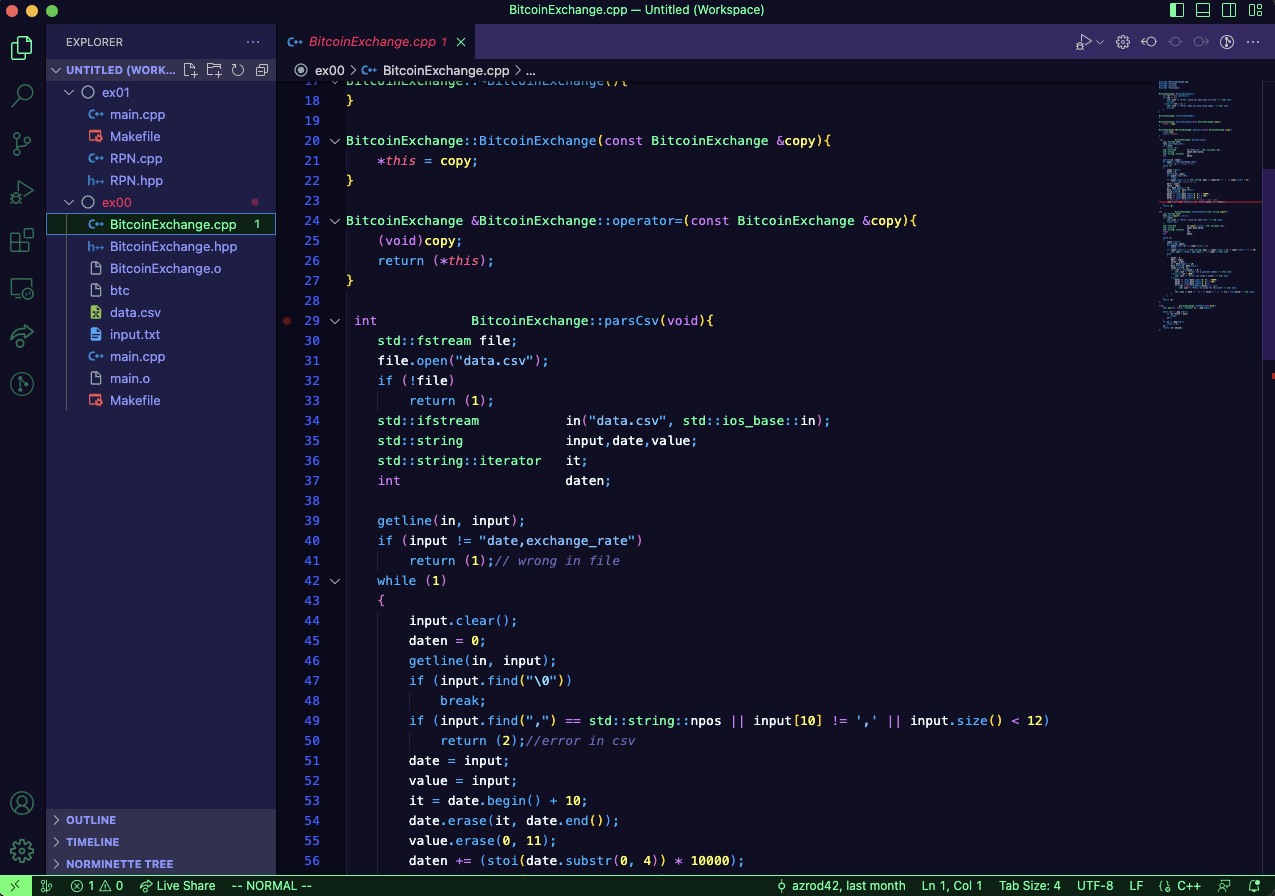 BitcoinExchange.cpp — Untitled (Workspace)
EXPLORER
UNTITLED (WORK...
ex01
main.cpp
Makefile
RPN.cpp
RPN.hpp
ex00
BitcoinExchange.cpp 1
BitcoinExchange.hpp
BitcoinExchange.o
btc
data.csv
input.txt
main.cpp
main.o
Makefile
OUTLINE
TIMELINE
NORMINETTE TREE
BitcoinExchange.cpp 1
ex00 > BitcoinExchange.cpp > ...
17 BitcoinExchange::~BitcoinExchange(){
18 }
19
20 BitcoinExchange::BitcoinExchange(const BitcoinExchange &copy){
21 *this = copy;
22 }
23
24 BitcoinExchange &BitcoinExchange::operator=(const BitcoinExchange &copy){
25 (void)copy;
26 return (*this);
27 }
28
29 int BitcoinExchange::parsCsv(void){
30 std::fstream file;
31 file.open("data.csv");
32 if (!file)
33 return (1);
34 std::ifstream in("data.csv", std::ios_base::in);
35 std::string input,date,value;
36 std::string::iterator it;
37 int daten;
38
39 getline(in, input);
40 if (input != "date,exchange_rate")
41 return (1);// wrong in file
42 while (1)
43 {
44 input.clear();
45 daten = 0;
46 getline(in, input);
47 if (input.find("\0"))
48 break;
49 if (input.find(",") == std::string::npos || input[10] != ',' || input.size() < 12)
50 return (2);//error in csv
51 date = input;
52 value = input;
53 it = date.begin() + 10;
54 date.erase(it, date.end());
55 value.erase(0, 11);
56 daten += (stoi(date.substr(0, 4)) * 10000);
1 0 Live Share -- NORMAL -- azrod42, last month Ln 1, Col 1 Tab Size: 4 UTF-8 LF {} C++